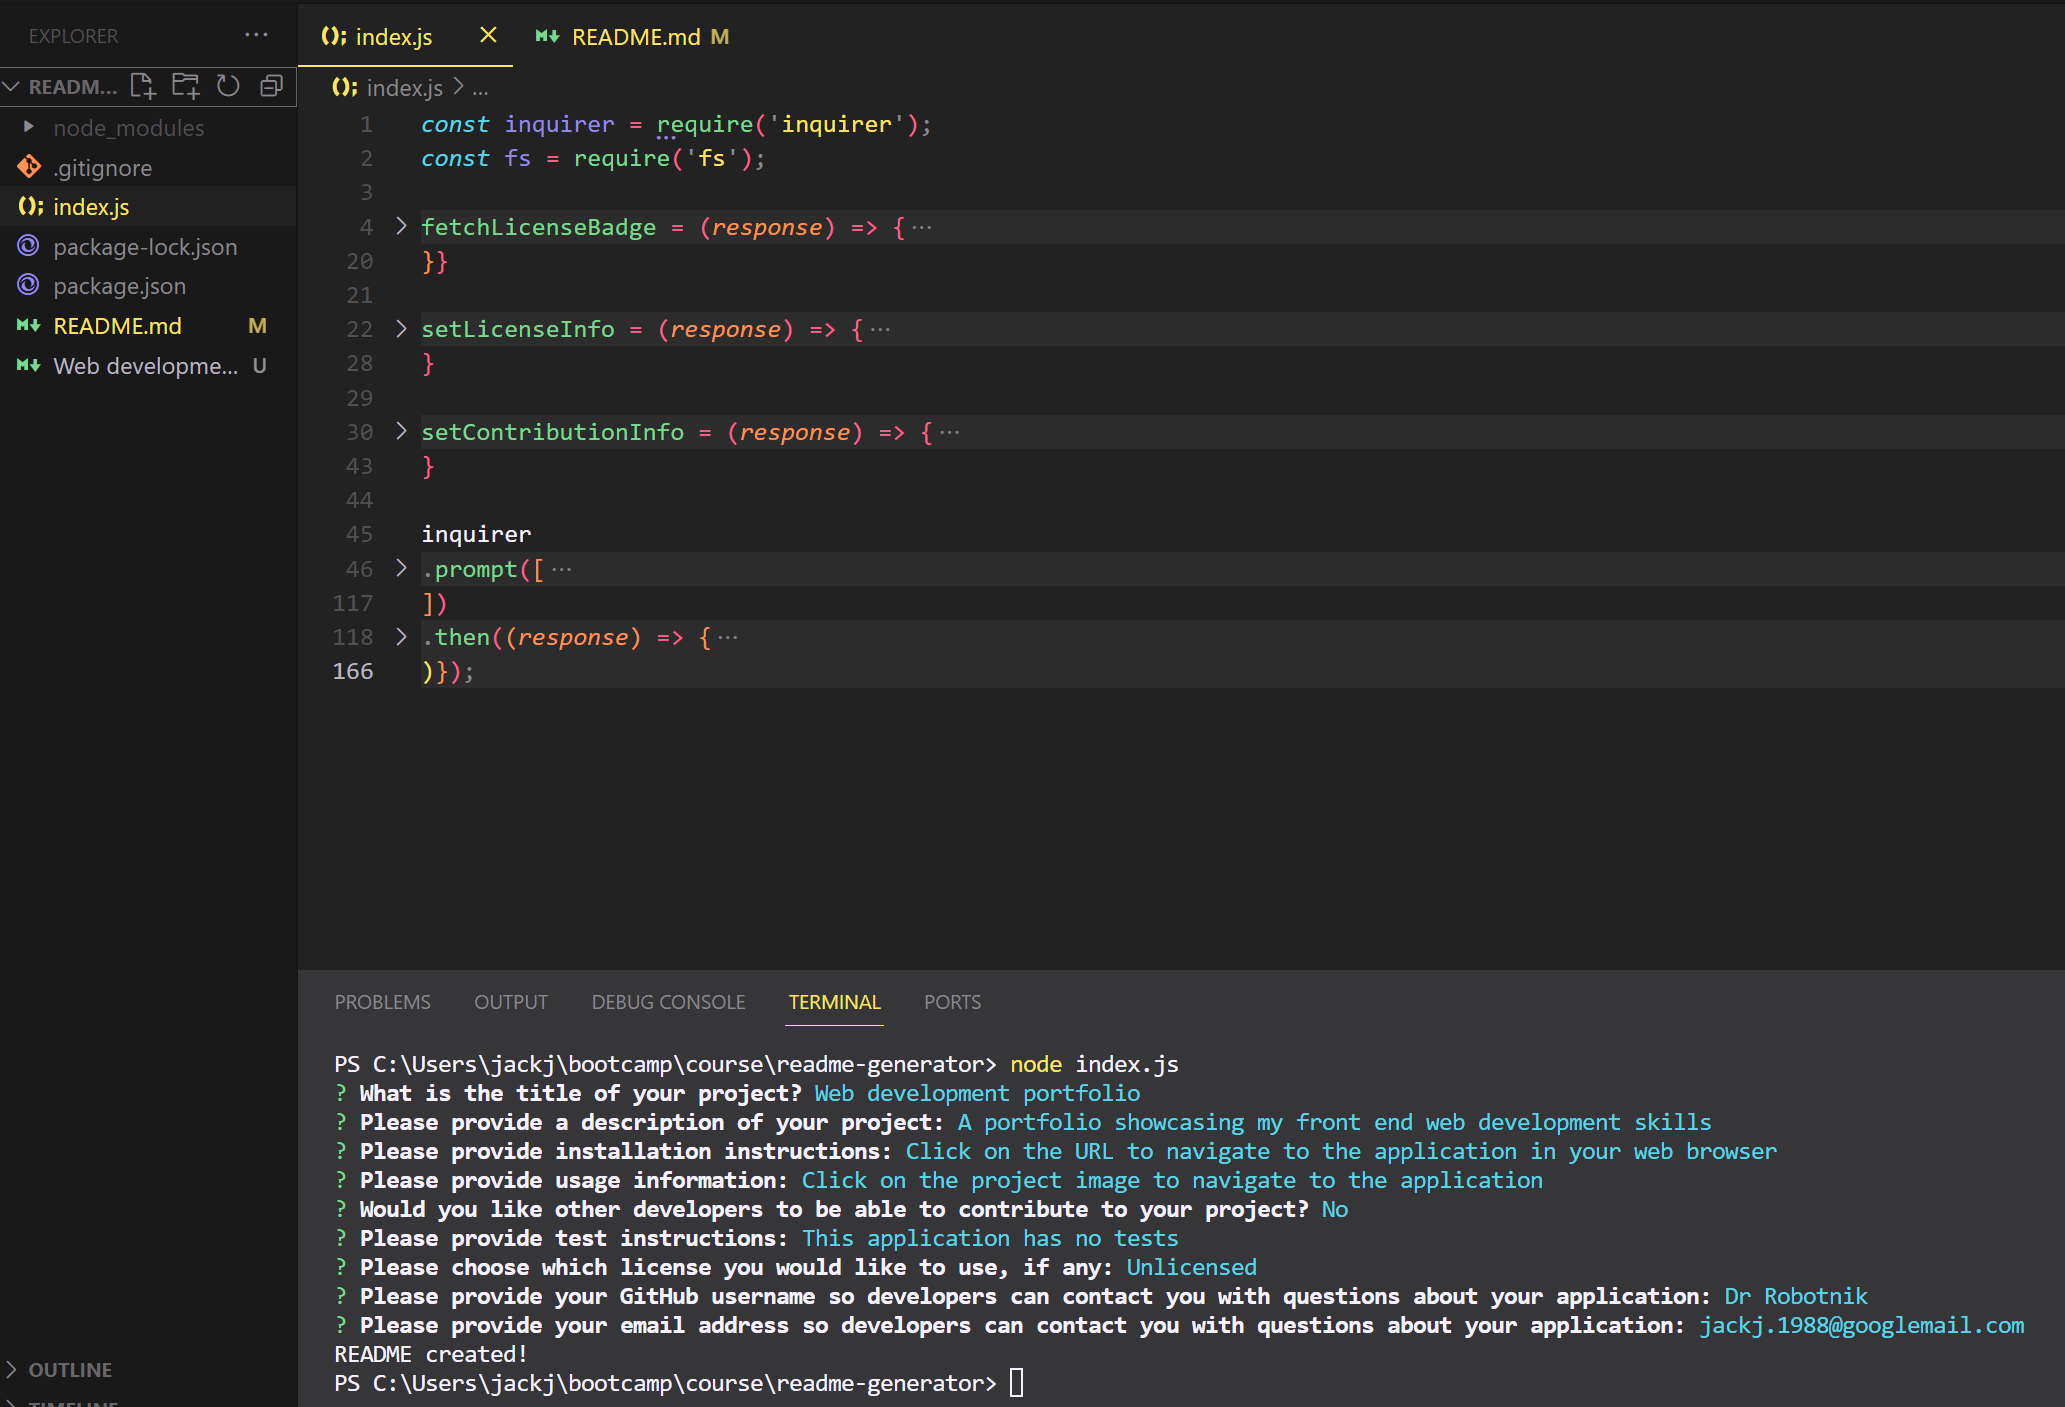 EXPLORER ...
READM...
node_modules
.gitignore
index.js
package-lock.json
package.json
README.md M
Web developme... U
OUTLINE
TIMELINE
index.js README.md M
index.js > ...
1 const inquirer = require('inquirer');
2 const fs = require('fs');
3
4 fetchLicenseBadge = (response) => {...
20 }}
21
22 setLicenseInfo = (response) => {...
28 }
29
30 setContributionInfo = (response) => {...
43 }
44
45 inquirer
46 .prompt([...
117 ])
118 .then((response) => {...
166 )});
PROBLEMS OUTPUT DEBUG CONSOLE TERMINAL PORTS
PS C:\Users\jackj\bootcamp\course\readme-generator> node index.js
? What is the title of your project? Web development portfolio
? Please provide a description of your project: A portfolio showcasing my front end web development skills
? Please provide installation instructions: Click on the URL to navigate to the application in your web browser
? Please provide usage information: Click on the project image to navigate to the application
? Would you like other developers to be able to contribute to your project? No
? Please provide test instructions: This application has no tests
? Please choose which license you would like to use, if any: Unlicensed
? Please provide your GitHub username so developers can contact you with questions about your application: Dr Robotnik
? Please provide your email address so developers can contact you with questions about your application: jackj.1988@googlemail.com
README created!
PS C:\Users\jackj\bootcamp\course\readme-generator>